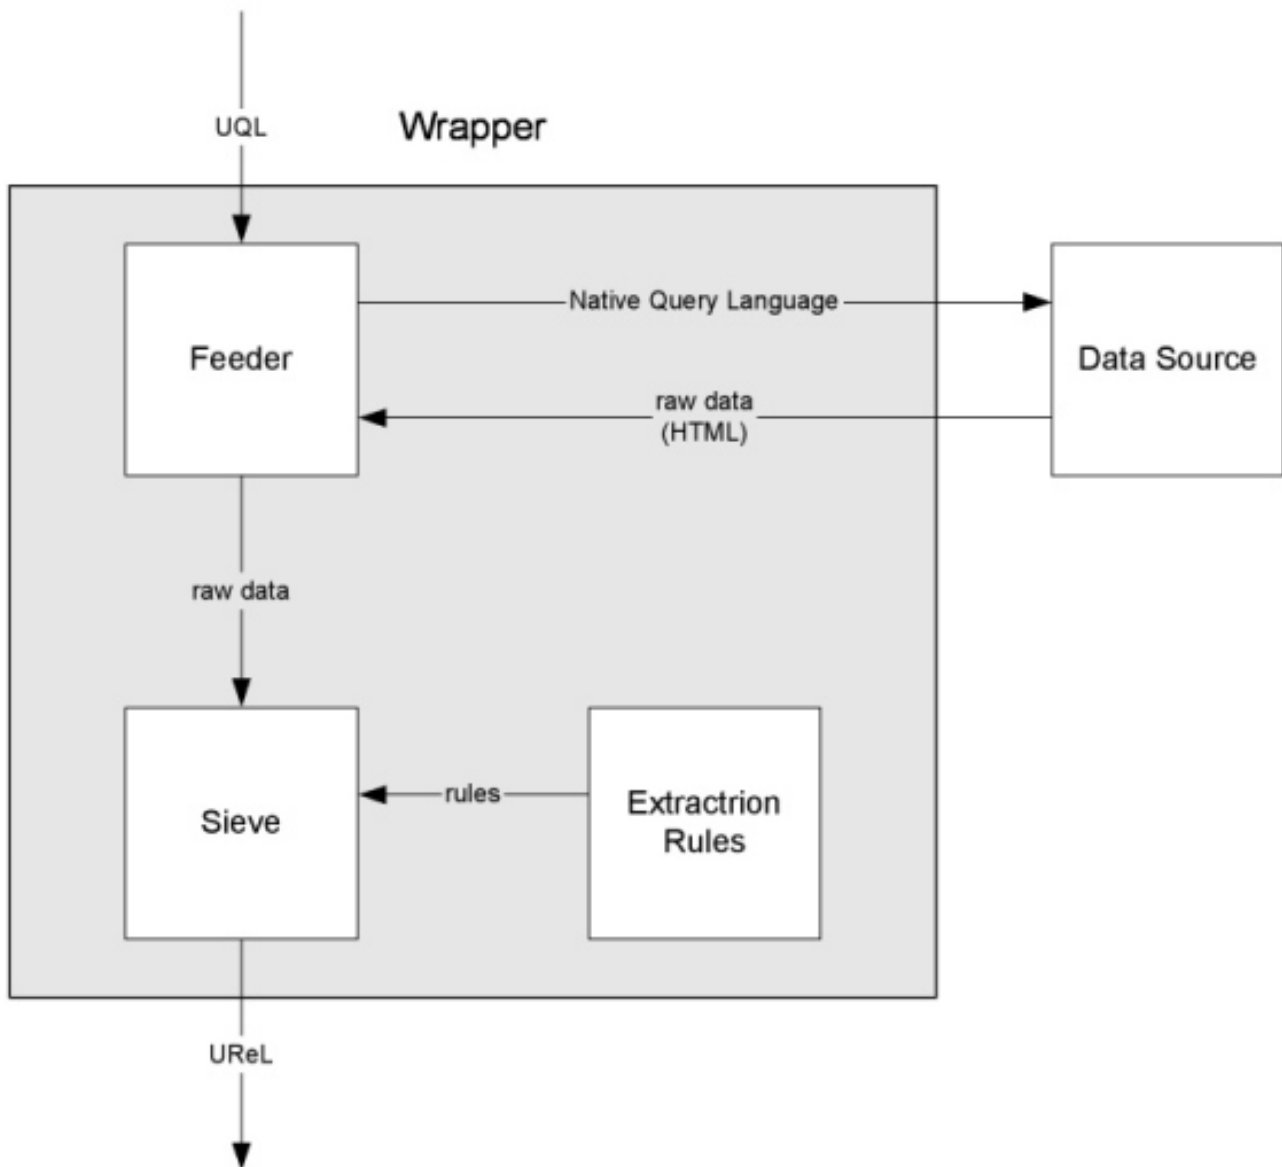 UQL
Wrapper
Native Query Language
Feeder
Data Source
raw data
(HTML)
raw data
rules
Extractrion
Rules
Sieve
UReL